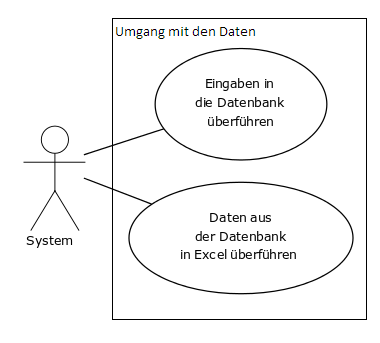 Umgang mit den Daten
Eingaben in
die Datenbank
überführen
System
Daten aus
der Datenbank
in Excel überführen